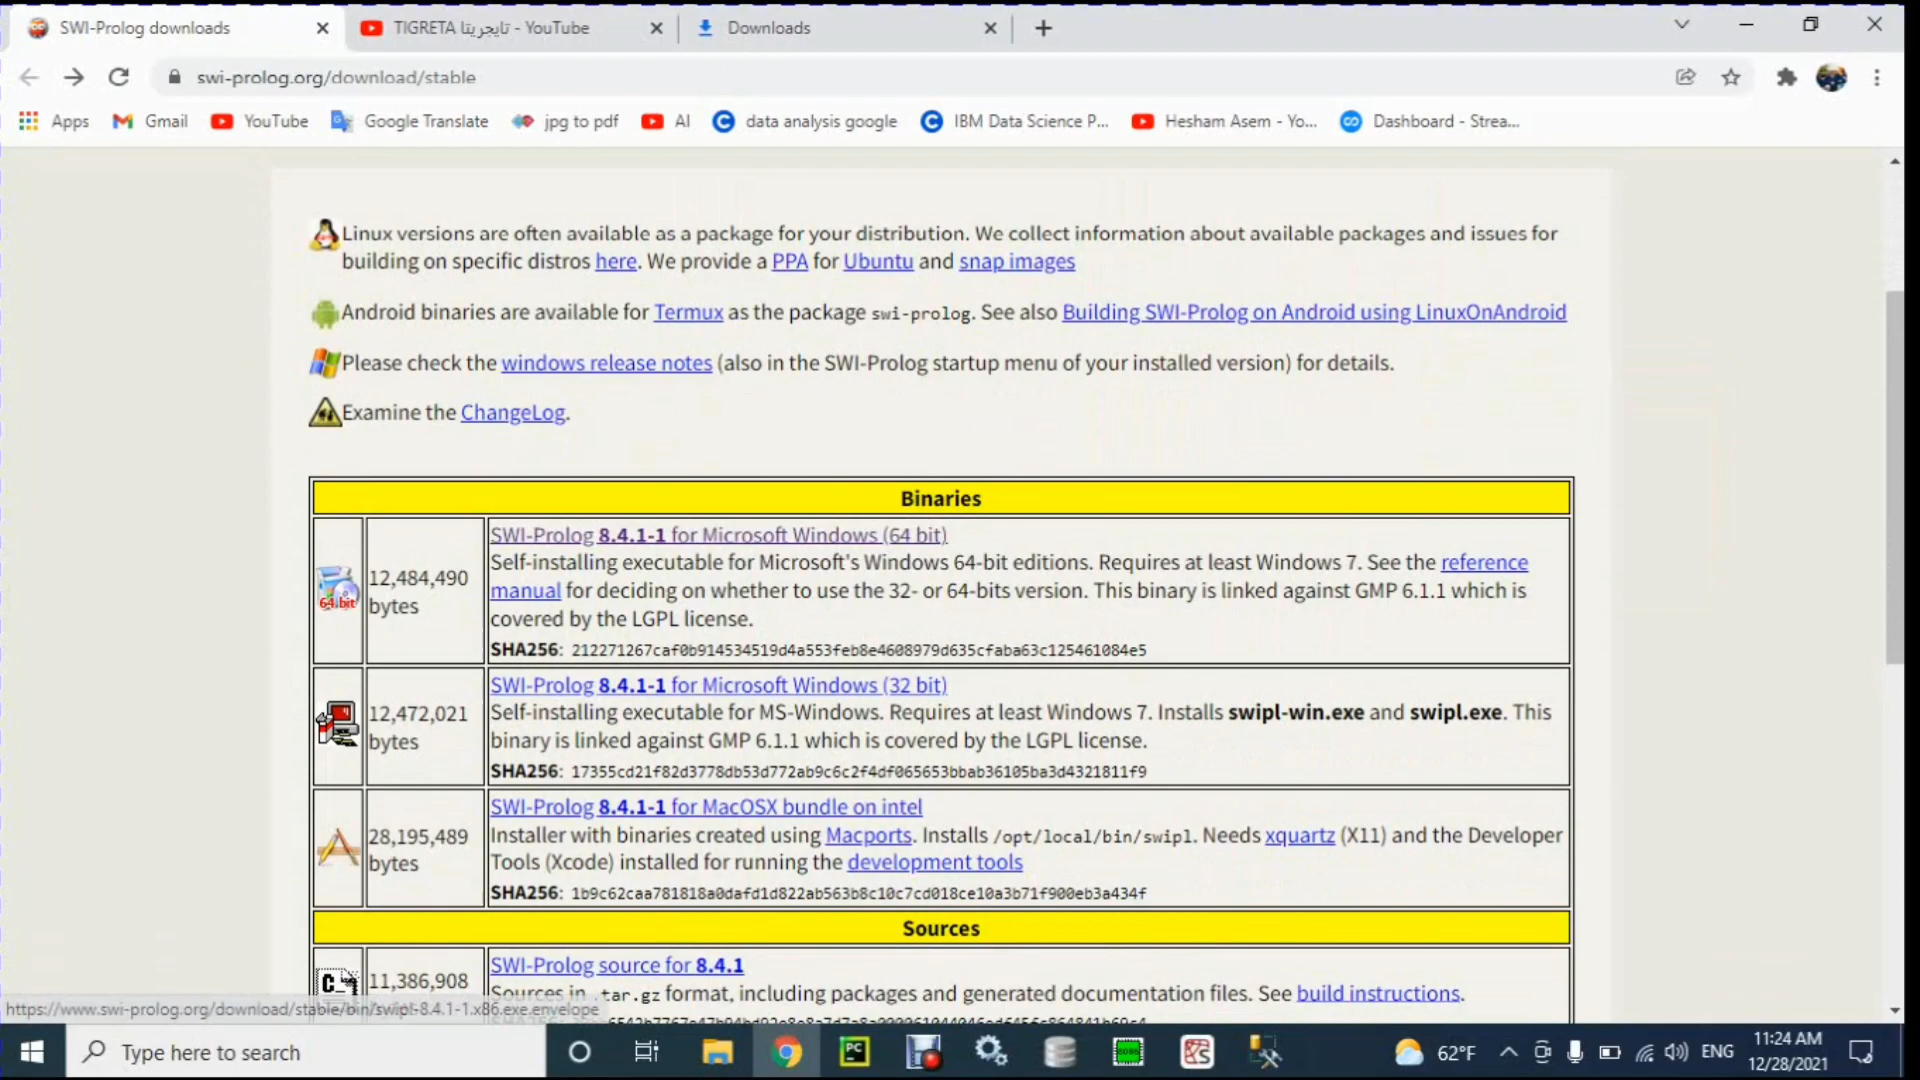 SWI-Prolog downloads
TIGRETA تايجريتا - YouTube
Downloads
swi-prolog.org/download/stable
Apps
Gmail
YouTube
Google Translate
jpg to pdf
AI
data analysis google
IBM Data Science P...
Hesham Asem - Yo...
Dashboard - Strea...
Linux versions are often available as a package for your distribution. We collect information about available packages and issues for
building on specific distros here. We provide a PPA for Ubuntu and snap images
Android binaries are available for Termux as the package swi-prolog. See also Building SWI-Prolog on Android using LinuxOnAndroid
Please check the windows release notes (also in the SWI-Prolog startup menu of your installed version) for details.
Examine the ChangeLog.
Binaries
64 bit
12,484,490
bytes
SWI-Prolog 8.4.1-1 for Microsoft Windows (64 bit)
Self-installing executable for Microsoft's Windows 64-bit editions. Requires at least Windows 7. See the reference
manual for deciding on whether to use the 32- or 64-bits version. This binary is linked against GMP 6.1.1 which is
covered by the LGPL license.
SHA256: 212271267caf0b914534519d4a553feb8e4608979d635cfaba63c125461084e5
12,472,021
bytes
SWI-Prolog 8.4.1-1 for Microsoft Windows (32 bit)
Self-installing executable for MS-Windows. Requires at least Windows 7. Installs swipl-win.exe and swipl.exe. This
binary is linked against GMP 6.1.1 which is covered by the LGPL license.
SHA256: 17355cd21f82d3778db53d772ab9c6c2f4df065653bbab36105ba3d4321811f9
28,195,489
bytes
SWI-Prolog 8.4.1-1 for MacOSX bundle on intel
Installer with binaries created using Macports. Installs /opt/local/bin/swipl. Needs xquartz (X11) and the Developer
Tools (Xcode) installed for running the development tools
SHA256: 1b9c62caa781818a0dafd1d822ab563b8c10c7cd018ce10a3b71f900eb3a434f
Sources
11,386,908
SWI-Prolog source for 8.4.1
Sources in .tar.gz format, including packages and generated documentation files. See build instructions.
https://www.swi-prolog.org/download/stable/bin/swipl-8.4.1-1.x86.exe.envelope
Type here to search
PC
62°F
ENG
11:24 AM
12/28/2021